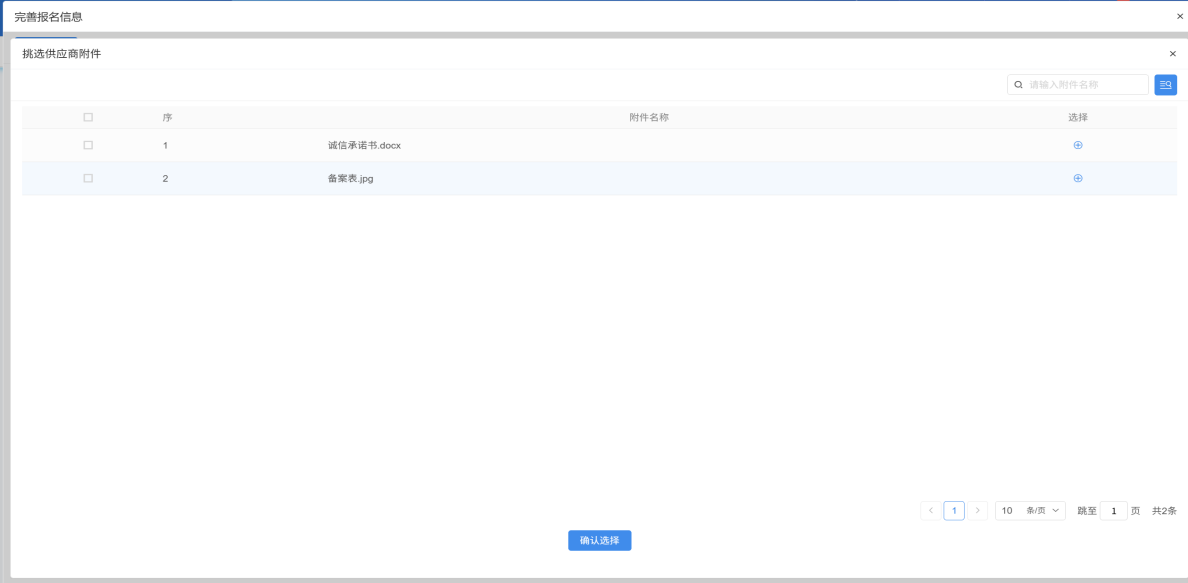 完善报名信息
挑选供应商附件
请输入附件名称
序 附件名称 选择
1 诚信承诺书.docx
2 备案表.jpg
1 10 条/页 跳至 1 页 共2条
确认选择